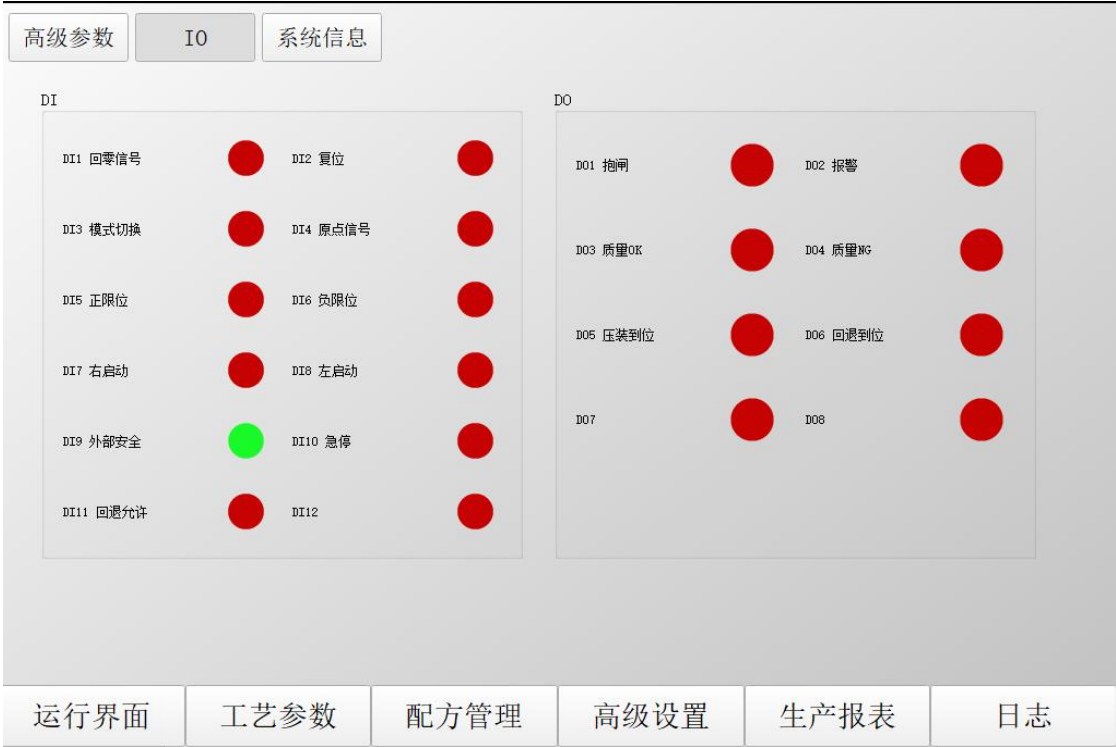 高级参数 IO 系统信息
DI DO
DI1 回零信号 DI2 复位
DO1 抱闸 DO2 报警
DI3 模式切换 DI4 原点信号
DO3 质量OK DO4 质量NG
DI5 正限位 DI6 负限位
DO5 压装到位 DO6 回退到位
DI7 右启动 DI8 左启动
DO7 DO8
DI9 外部安全 DI10 急停
DI11 回退允许 DI12
运行界面 工艺参数 配方管理 高级设置 生产报表 日志